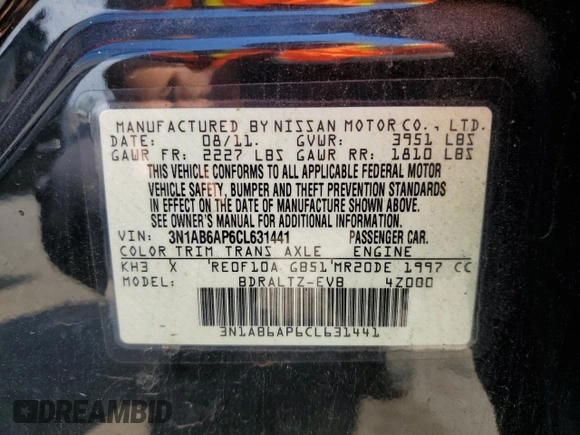 MANUFACTURED BY NISSAN MOTOR CO., LTD.
DATE: 08/11. GVWR: 3951 LBS
GAWR FR: 2227 LBS GAWR RR: 1810 LBS
THIS VEHICLE CONFORMS TO ALL APPLICABLE FEDERAL MOTOR
VEHICLE SAFETY, BUMPER AND THEFT PREVENTION STANDARDS
IN EFFECT ON THE DATE OF MANUFACTURE SHOWN ABOVE.
SEE OWNER'S MANUAL FOR ADDITIONAL INFORMATION.
VIN: 3N1AB6AP6CL631441 PASSENGER CAR.
COLOR TRIM TRANS AXLE ENGINE
KH3 X 'RE0F10A GB51'MR20DE 1997 CC
MODEL: BDRALTZ-EVB 4Z000
3N1AB6AP6CL631441
DREAMBID